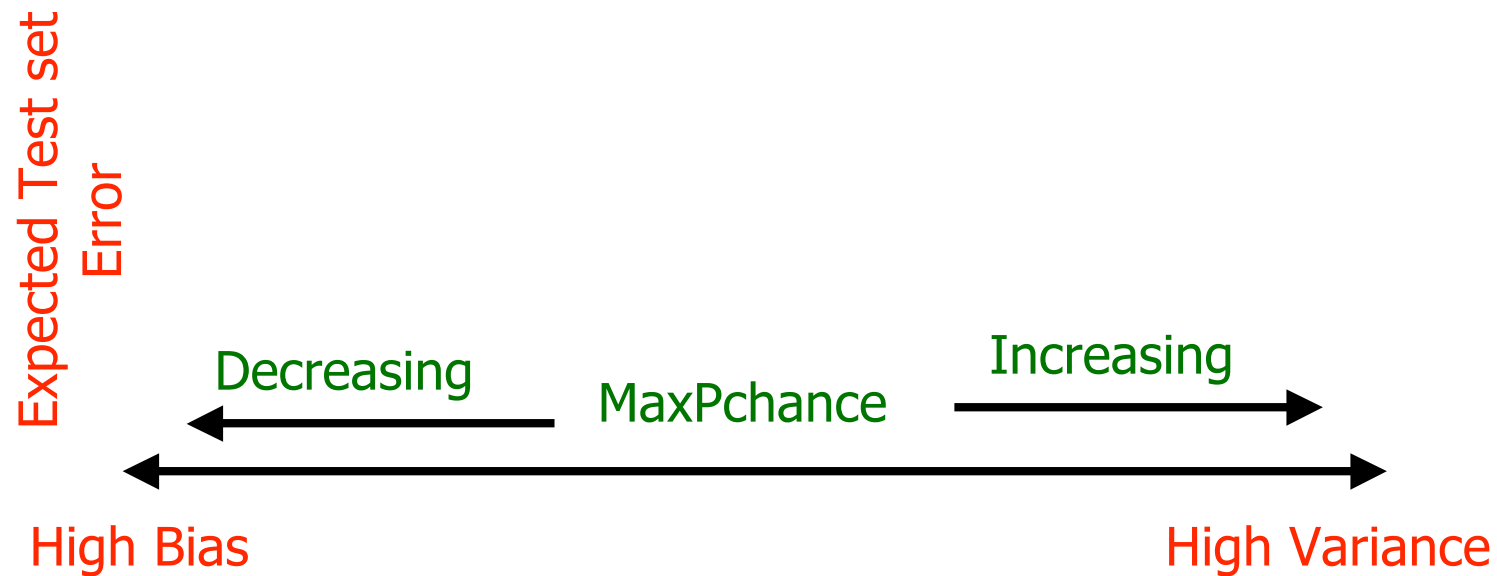 Expected Test set
Error
Decreasing
MaxPchance
Increasing
High Bias
High Variance